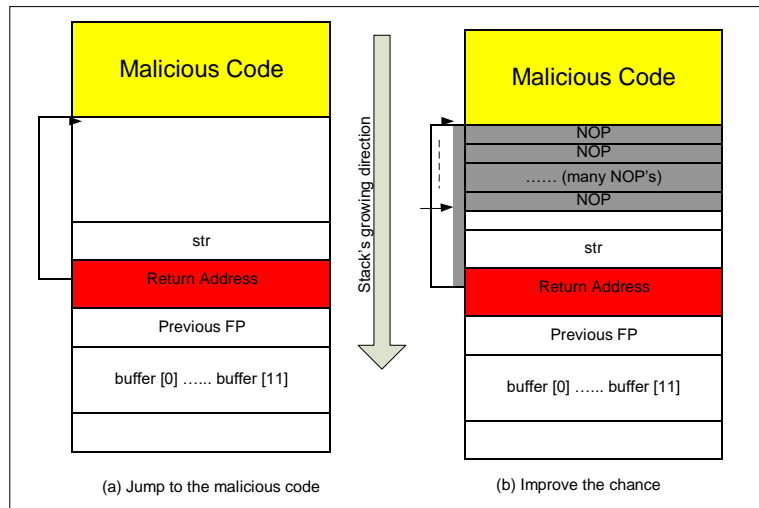 Malicious Code
str
Return Address
Previous FP
buffer [0] …... buffer [11]
(a) Jump to the malicious code
Stack's growing direction
Malicious Code
NOP
NOP
…… (many NOP's)
NOP
str
Return Address
Previous FP
buffer [0] …... buffer [11]
(b) Improve the chance